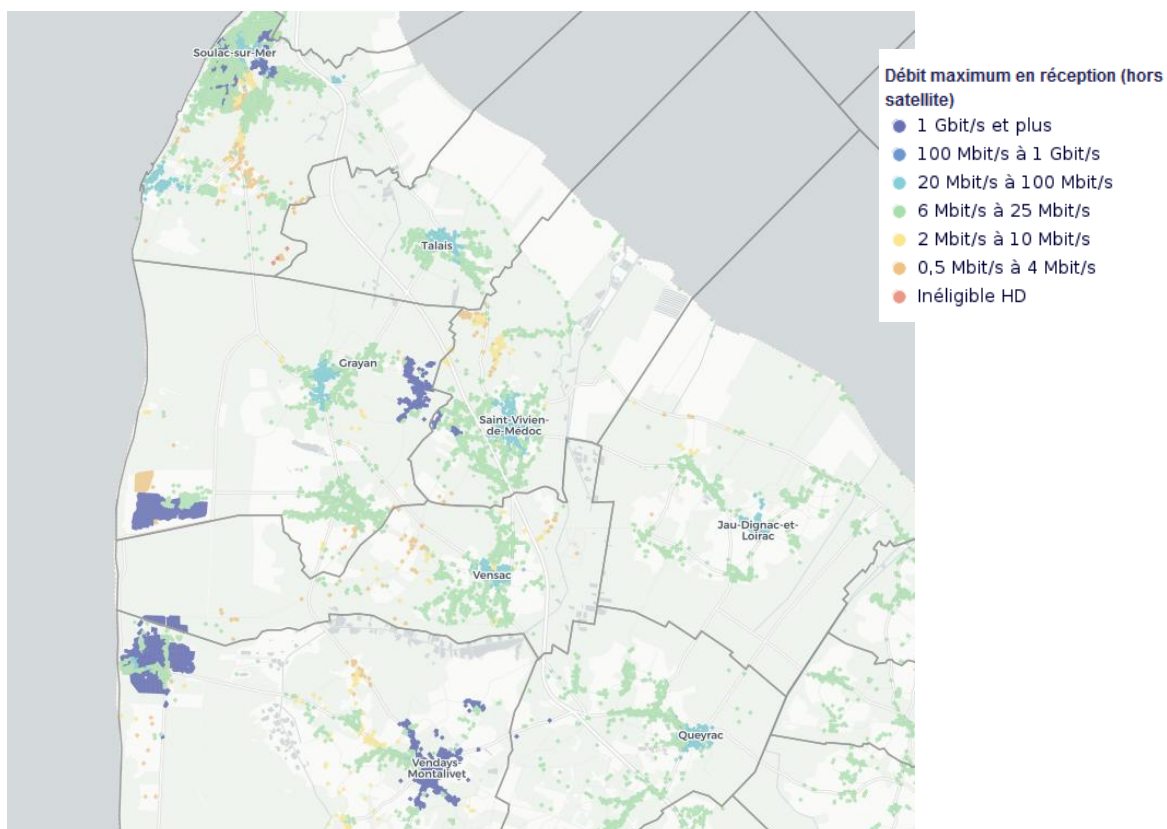 Soulac-sur-Mer
Talais
Grayan
Saint-Vivien-
de-Médoc
Jau-Dignac-et-
Loirac
Vensac
Queyrac
Vendays-
Montalivet
Débit maximum en réception (hors
satellite)
1 Gbit/s et plus
100 Mbit/s à 1 Gbit/s
20 Mbit/s à 100 Mbit/s
6 Mbit/s à 25 Mbit/s
2 Mbit/s à 10 Mbit/s
0,5 Mbit/s à 4 Mbit/s
Inéligible HD